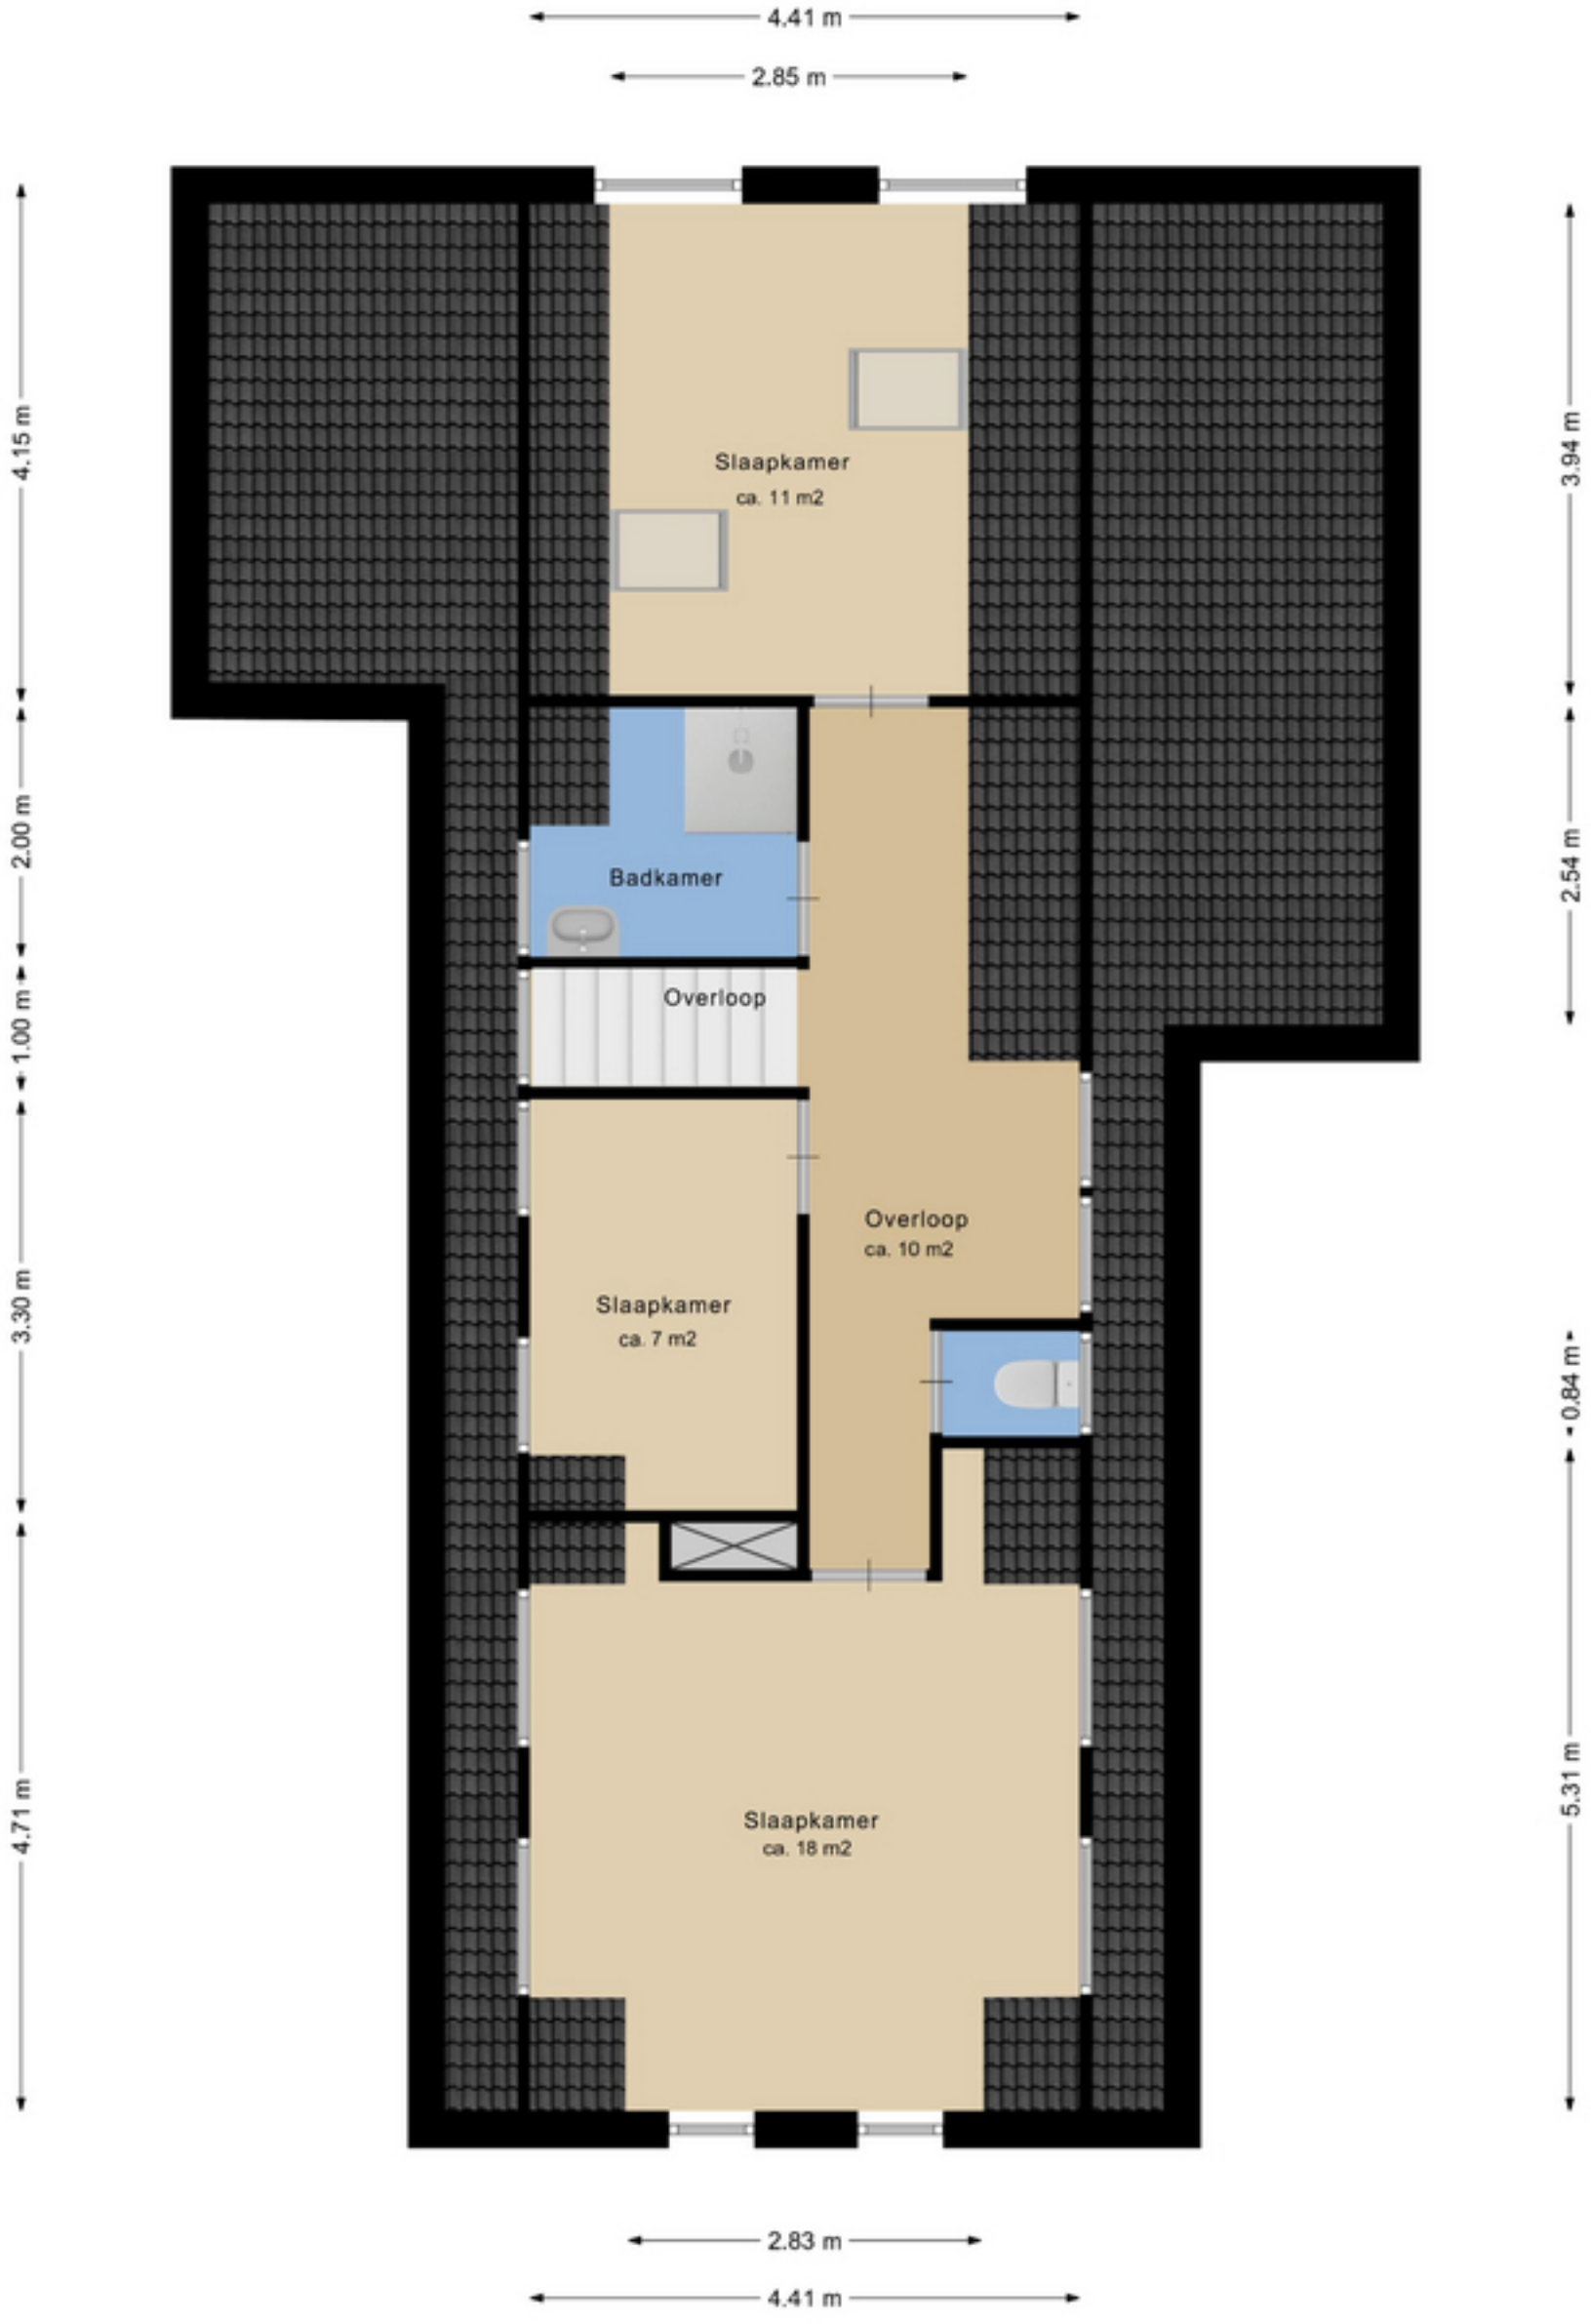 4.41 m
2.85 m
4.15 m
3.94 m
Slaapkamer
ca. 11 m2
2.00 m
2.54 m
Badkamer
1.00 m
Overloop
Overloop
ca. 10 m2
3.30 m
Slaapkamer
ca. 7 m2
0.84 m
4.71 m
5.31 m
Slaapkamer
ca. 18 m2
2.83 m
4.41 m